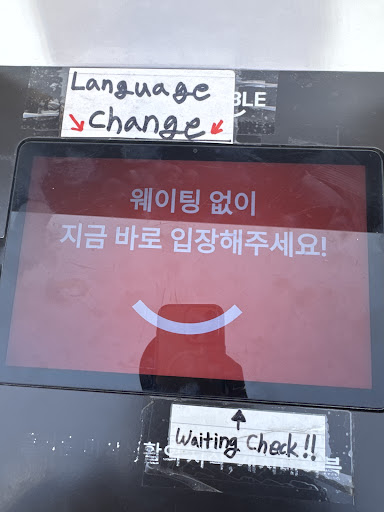 Language
Change
BLE
웨이팅 없이
지금 바로 입장해주세요!
Waiting Check!!